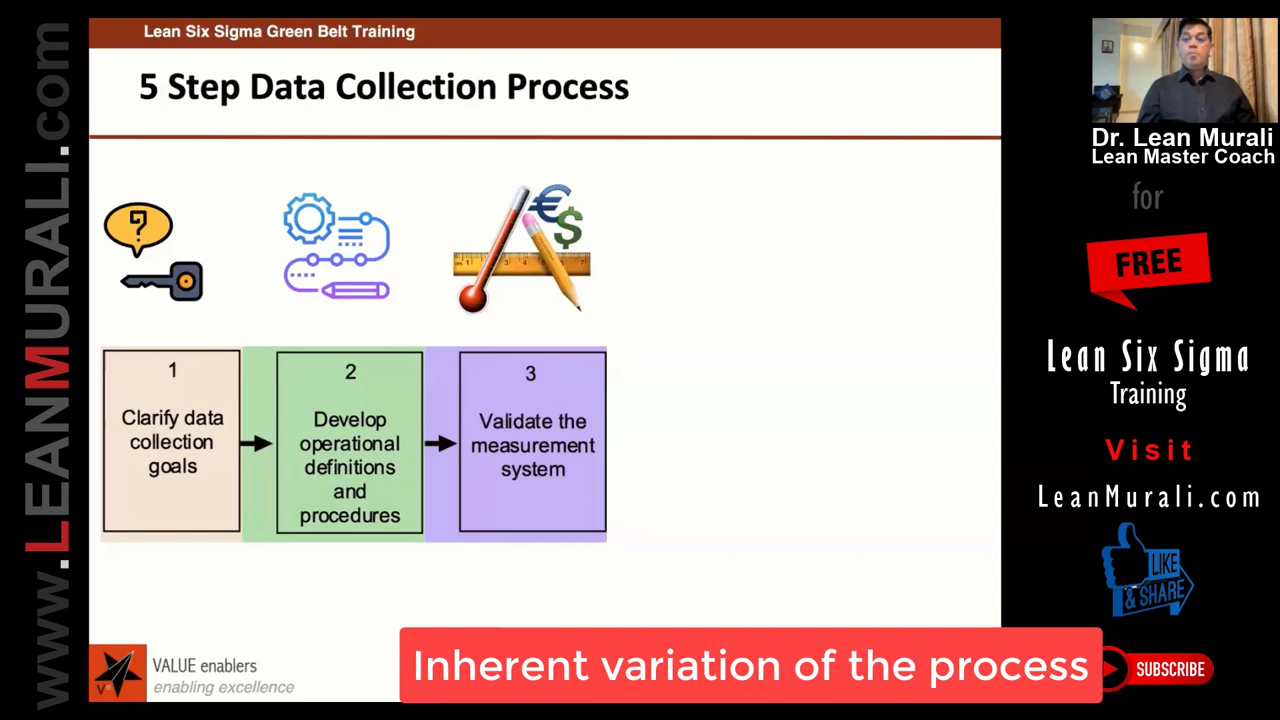 www.LEANMURALI.com
Lean Six Sigma Green Belt Training
5 Step Data Collection Process
?
€
$
1
Clarify data
collection
goals
2
Develop
operational
definitions
and
procedures
3
Validate the
measurement
system
VALUE enablers
enabling excellence
Inherent variation of the process
Dr. Lean Murali
Lean Master Coach
for
FREE
Lean Six Sigma
Training
Visit
LeanMurali.com
LIKE
& SHARE
SUBSCRIBE